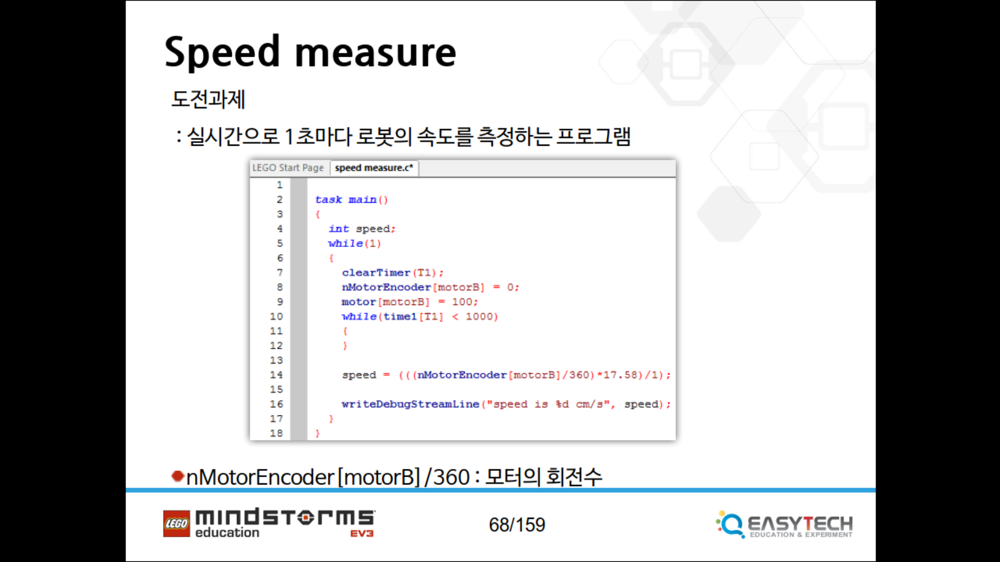 Speed measure
도전과제
: 실시간으로 1초마다 로봇의 속도를 측정하는 프로그램
LEGO Start Page speed measure.c*
1
2 task main()
3 {
4 int speed;
5 while(1)
6 {
7 clearTimer(T1);
8 nMotorEncoder[motorB] = 0;
9 motor[motorB] = 100;
10 while(time1[T1] < 1000)
11 {
12 }
13
14 speed = (((nMotorEncoder[motorB]/360)*17.58)/1);
15
16 writeDebugStreamLine("speed is %d cm/s", speed);
17 }
18 }
nMotorEncoder[motorB]/360 : 모터의 회전수
LEGO mindstorms
education EV3
68/159
EASYTECH
EDUCATION & EXPERIMENT